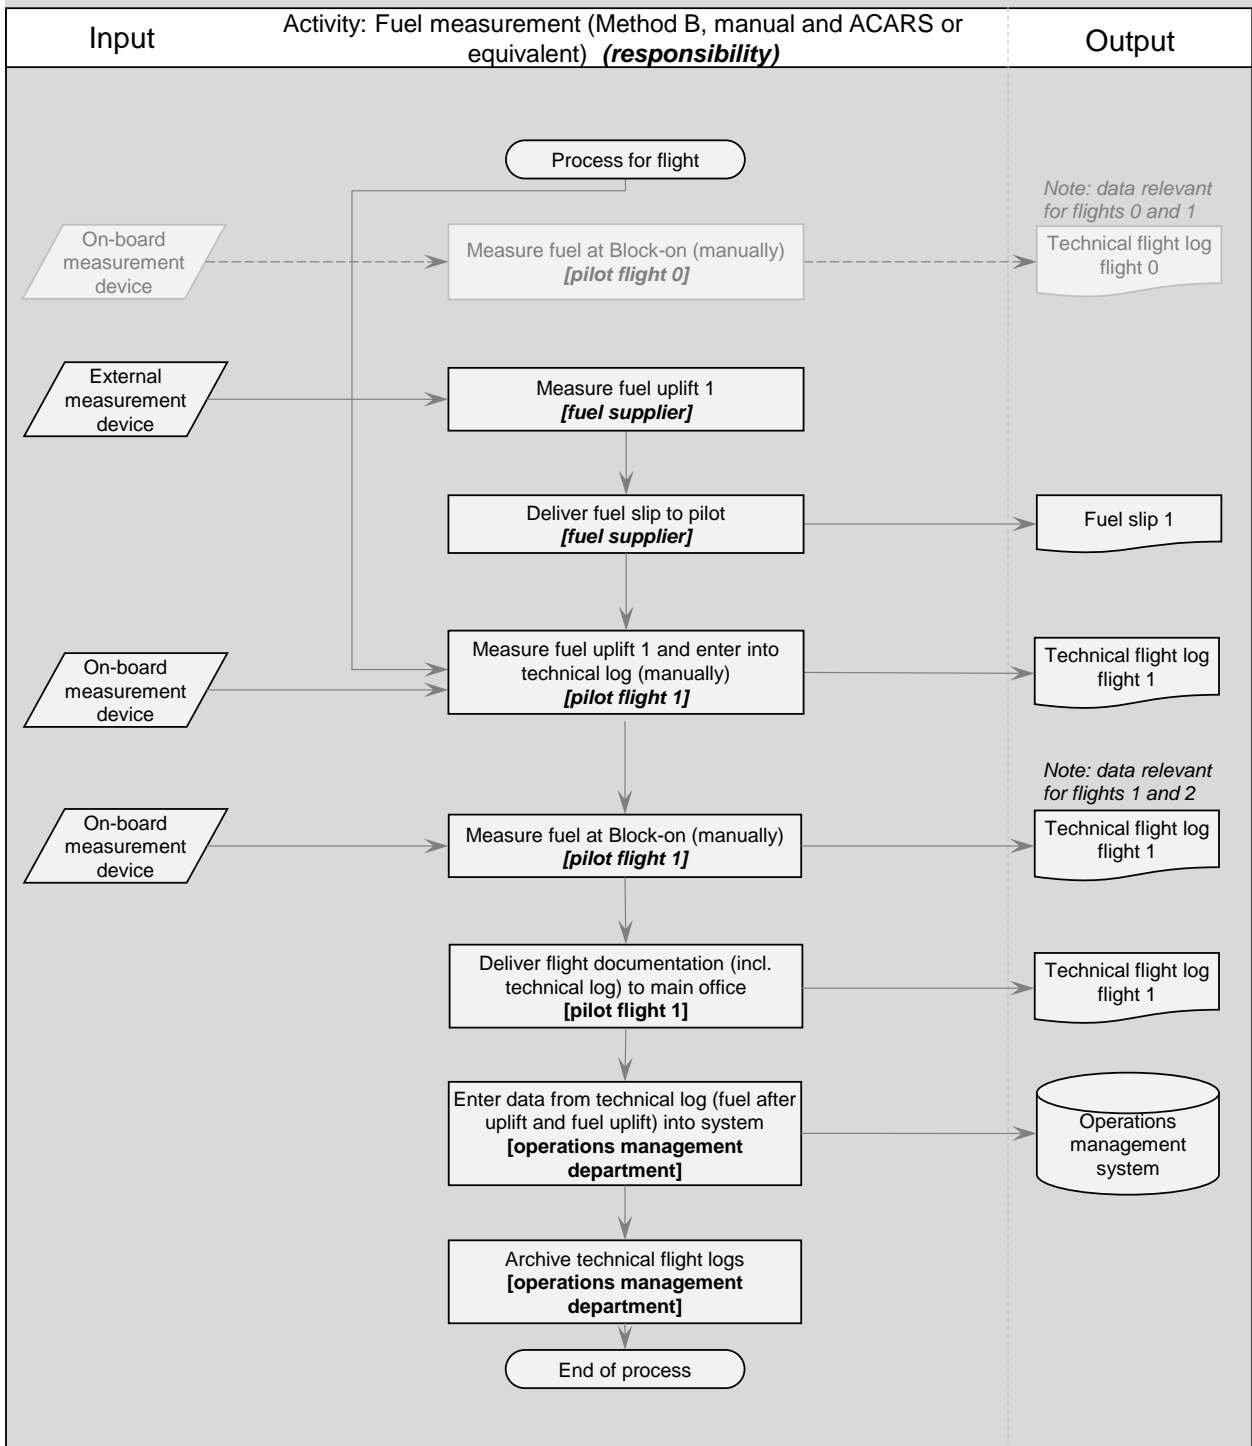 Input
Activity: Fuel measurement (Method B, manual and ACARS or
equivalent) (responsibility)
Output
Process for flight
Note: data relevant
for flights 0 and 1
On-board
measurement
device
Measure fuel at Block-on (manually)
[pilot flight 0]
Technical flight log
flight 0
External
measurement
device
Measure fuel uplift 1
[fuel supplier]
Deliver fuel slip to pilot
[fuel supplier]
Fuel slip 1
On-board
measurement
device
Measure fuel uplift 1 and enter into
technical log (manually)
[pilot flight 1]
Technical flight log
flight 1
Note: data relevant
for flights 1 and 2
On-board
measurement
device
Measure fuel at Block-on (manually)
[pilot flight 1]
Technical flight log
flight 1
Deliver flight documentation (incl.
technical log) to main office
[pilot flight 1]
Technical flight log
flight 1
Enter data from technical log (fuel after
uplift and fuel uplift) into system
[operations management
department]
Operations
management
system
Archive technical flight logs
[operations management
department]
End of process